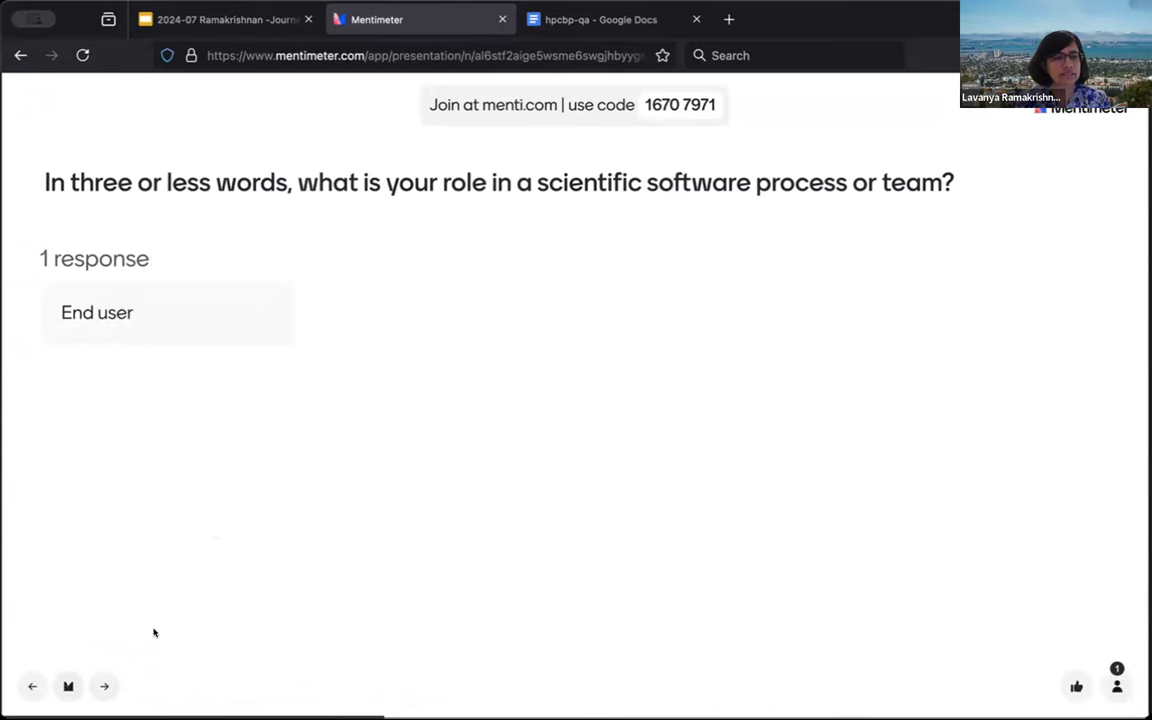 2024-07 Ramakrishnan -Journ
Mentimeter
hpcbp-qa - Google Docs
https://www.mentimeter.com/app/presentation/n/al6stf2aige5wsme6swgjhbyyg
Search
Lavanya Ramakrishn...
Join at menti.com | use code 1670 7971
Mentimeter
In three or less words, what is your role in a scientific software process or team?
1 response
End user
1